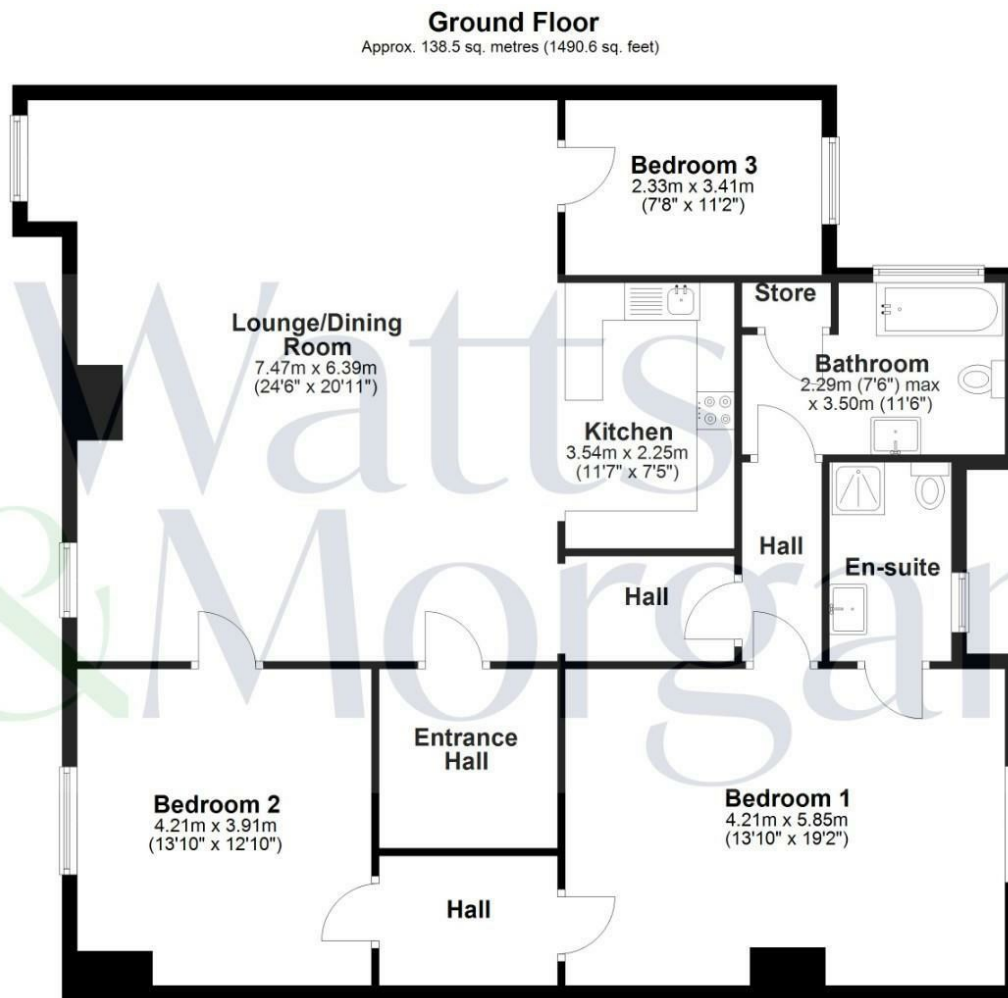 Ground Floor
Approx. 138.5 sq. metres (1490.6 sq. feet)
Bedroom 3
2.33m x 3.41m
(7'8" x 11'2")
Store
Lounge/Dining
Room
7.47m x 6.39m
(24'6" x 20'11")
Bathroom
2.29m (7'6") max
x 3.50m (11'6")
Kitchen
3.54m x 2.25m
(11'7" x 7'5")
Hall
En-suite
Hall
Entrance
Hall
Bedroom 2
4.21m x 3.91m
(13'10" x 12'10")
Bedroom 1
4.21m x 5.85m
(13'10" x 19'2")
Hall
Watts
& Morgan